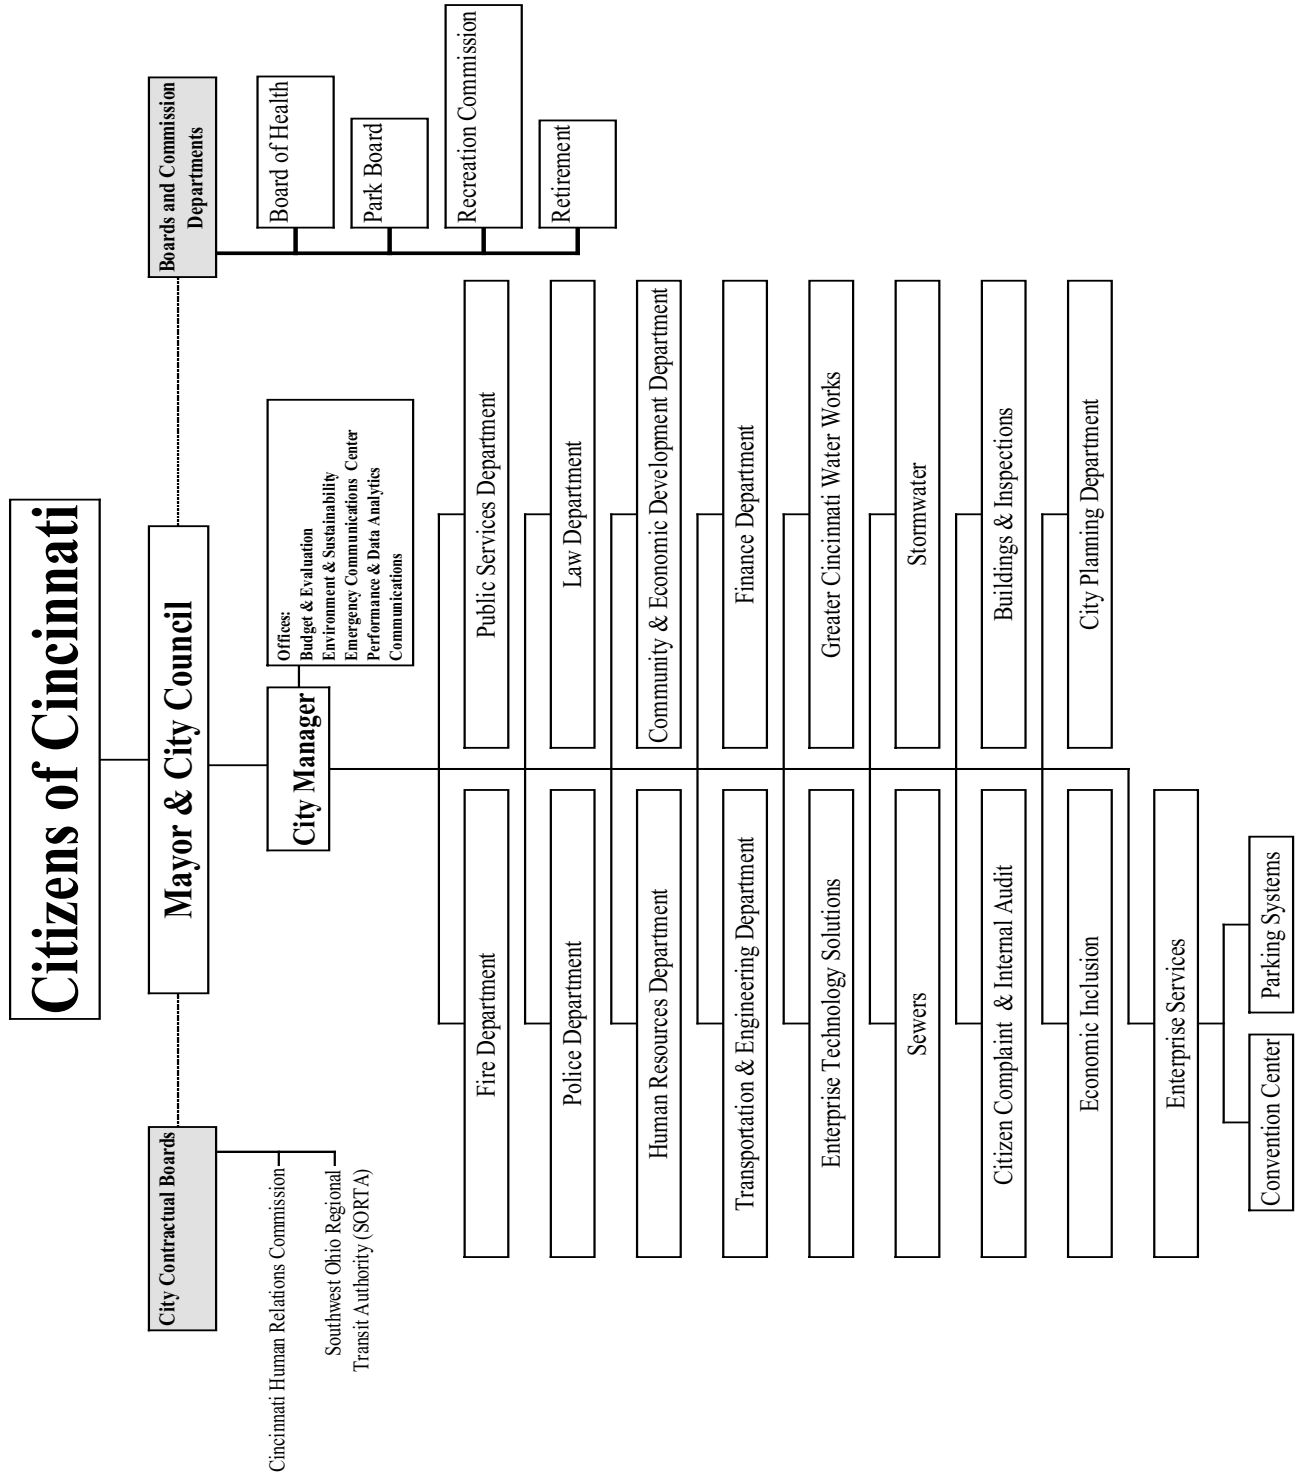 Citizens of Cincinnati
Mayor & City Council
City Contractual Boards
Cincinnati Human Relations Commission
Southwest Ohio Regional
Transit Authority (SORTA)
Boards and Commission
Departments
Board of Health
Park Board
Recreation Commission
Retirement
City Manager
Offices:
Budget & Evaluation
Environment & Sustainability
Emergency Communications Center
Performance & Data Analytics
Communications
Fire Department
Public Services Department
Police Department
Law Department
Human Resources Department
Community & Economic Development Department
Transportation & Engineering Department
Finance Department
Enterprise Technology Solutions
Greater Cincinnati Water Works
Sewers
Stormwater
Citizen Complaint & Internal Audit
Buildings & Inspections
Economic Inclusion
City Planning Department
Enterprise Services
Convention Center
Parking Systems